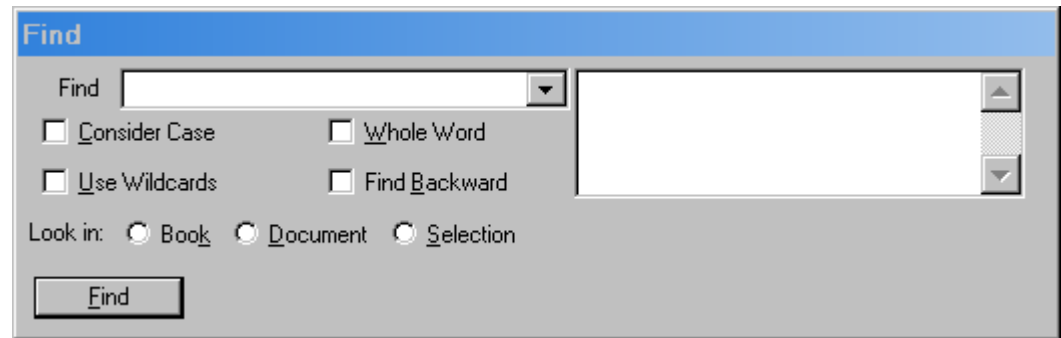 Find
Find
Consider Case Whole Word
Use Wildcards Find Backward
Look in: Book Document Selection
Find